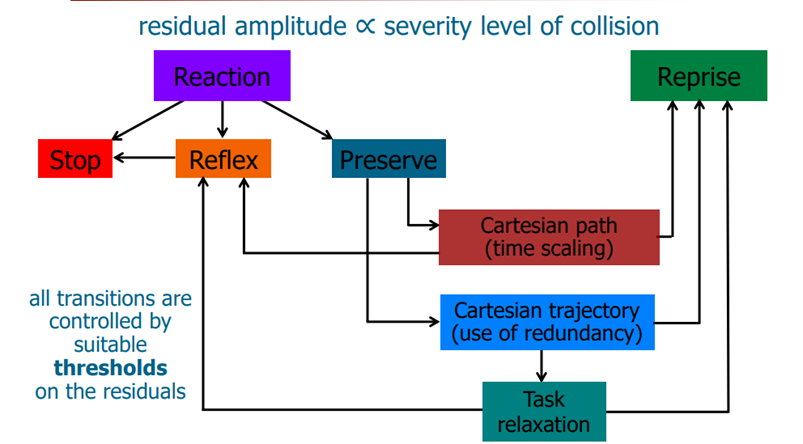 residual amplitude ∝ severity level of collision
Reaction
Reprise
Stop
Reflex
Preserve
Cartesian path
(time scaling)
all transitions are
controlled by
suitable
thresholds
on the residuals
Cartesian trajectory
(use of redundancy)
Task
relaxation